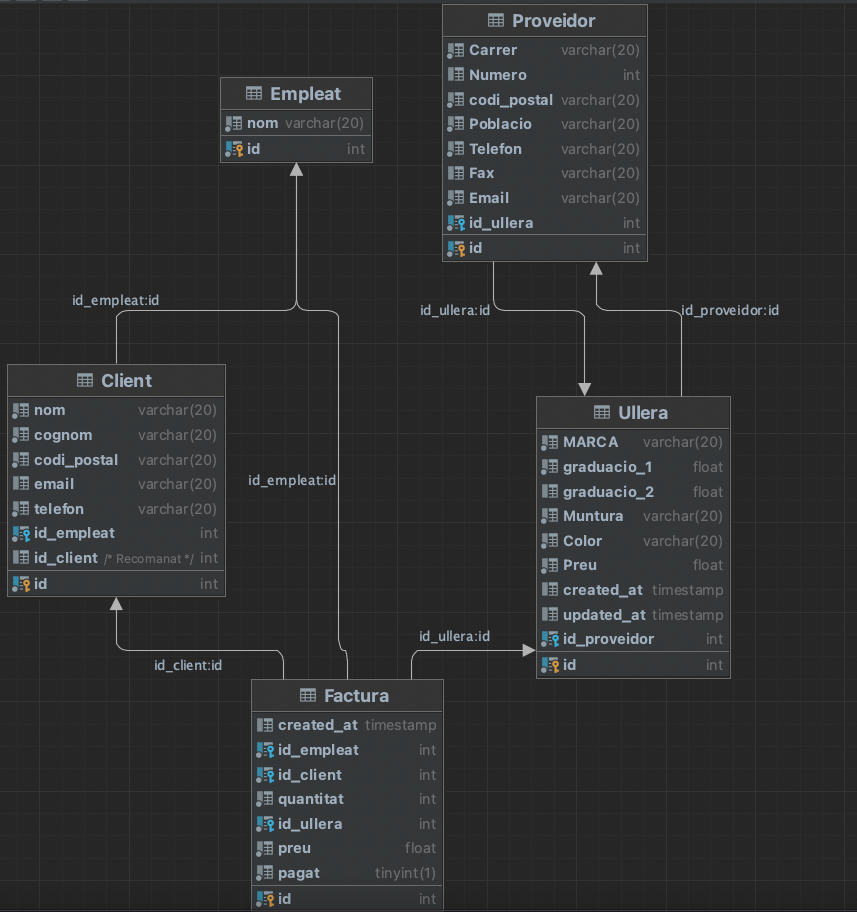 Proveidor
Carrer varchar(20)
Numero int
codi_postal varchar(20)
Poblacio varchar(20)
Telefon varchar(20)
Fax varchar(20)
Email varchar(20)
id_ullera int
id int
Empleat
nom varchar(20)
id int
id_empleat:id
id_ullera:id
id_proveidor:id
Client
nom varchar(20)
cognom varchar(20)
codi_postal varchar(20)
email varchar(20)
telefon varchar(20)
id_empleat int
id_client /* Recomanat */ int
id int
id_empleat:id
Ullera
MARCA varchar(20)
graduacio_1 float
graduacio_2 float
Muntura varchar(20)
Color varchar(20)
Preu float
created_at timestamp
updated_at timestamp
id_proveidor int
id int
id_ullera:id
id_client:id
Factura
created_at timestamp
id_empleat int
id_client int
quantitat int
id_ullera int
preu float
pagat tinyint(1)
id int